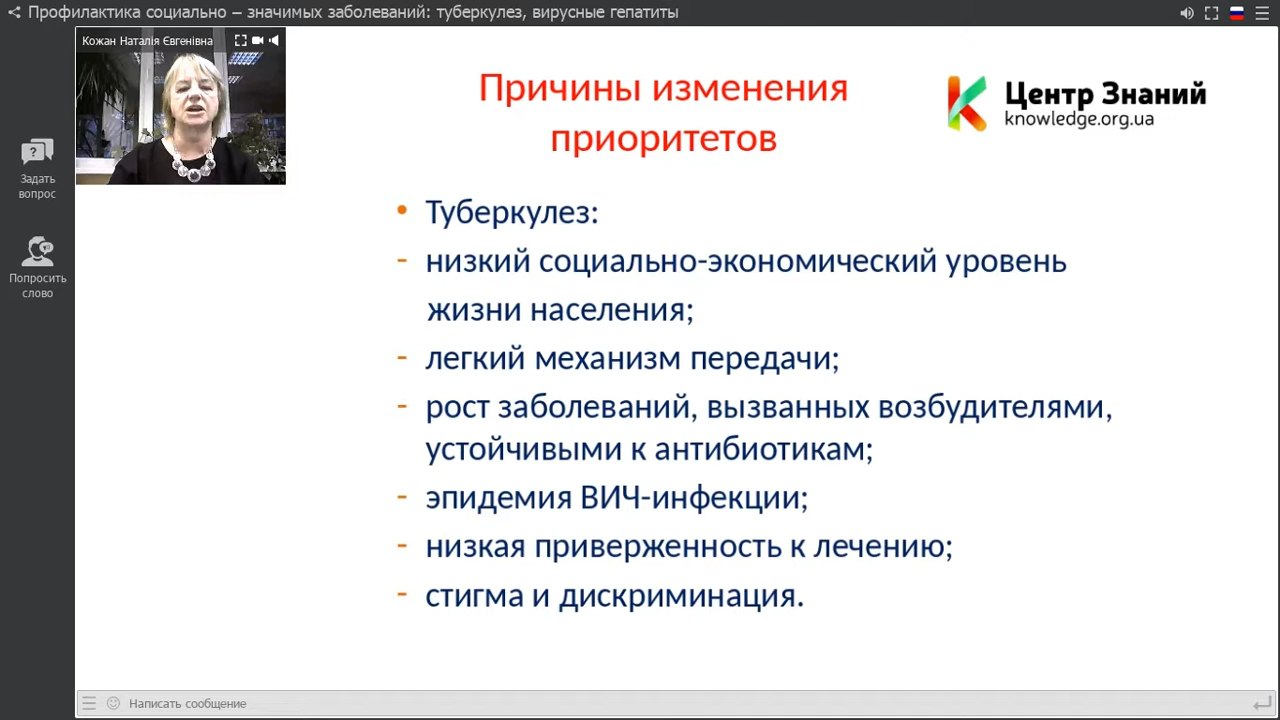 Профилактика социально – значимых заболеваний: туберкулез, вирусные гепатиты
Кожан Наталія Євгенівна
Задать
вопрос
Попросить
слово
Причины изменения
приоритетов
Центр Знаний
knowledge.org.ua
• Туберкулез:
- низкий социально-экономический уровень
жизни населения;
- легкий механизм передачи;
- рост заболеваний, вызванных возбудителями,
устойчивыми к антибиотикам;
- эпидемия ВИЧ-инфекции;
- низкая приверженность к лечению;
- стигма и дискриминация.
Написать сообщение